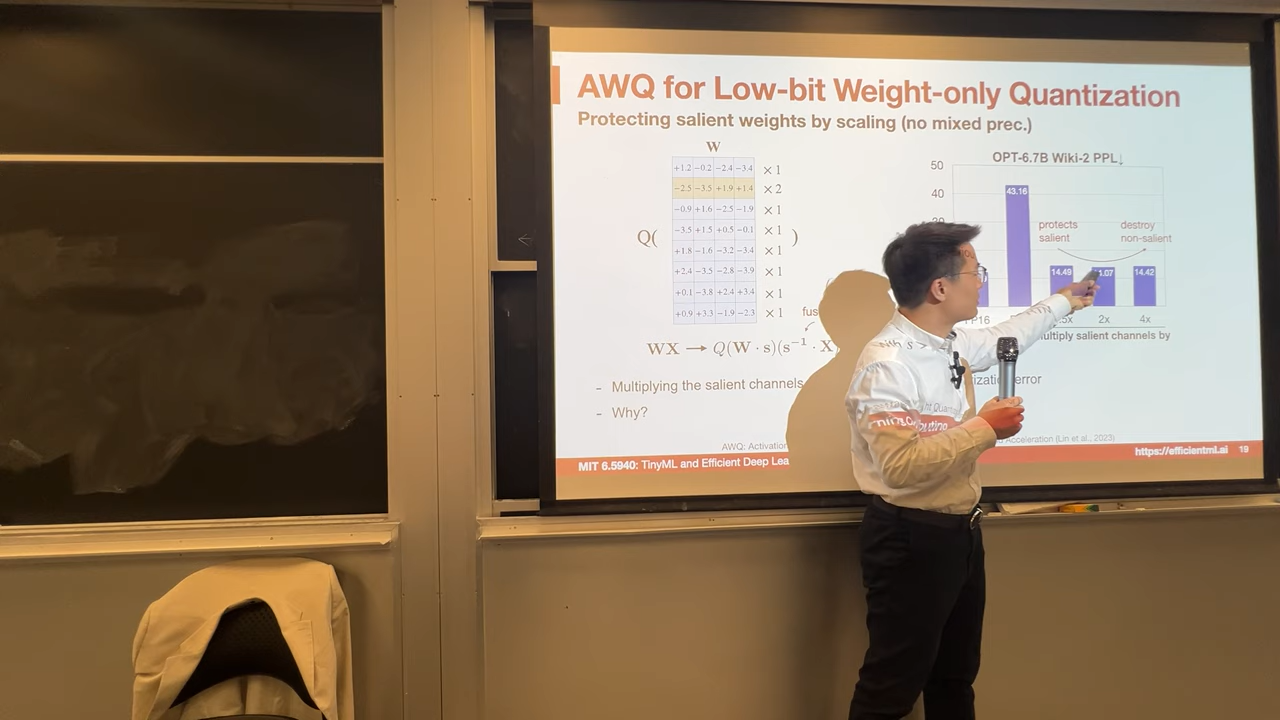 AWQ for Low-bit Weight-only Quantization
Protecting salient weights by scaling (no mixed prec.)
W
+1.2 −0.2 −2.4 −3.4 ×1
−2.5 −3.5 +1.9 +1.4 ×2
−0.9 +1.6 −2.5 −1.9 ×1
−3.5 +1.5 +0.5 −0.1 ×1
+1.8 −1.6 −3.2 −3.4 ×1
+2.4 −3.5 −2.8 −3.9 ×1
+0.1 −3.8 +2.4 +3.4 ×1
+0.9 +3.3 −1.9 −2.3 ×1
Q( )
WX → Q(W · s)(s⁻¹ · X
- Multiplying the salient channels
error
- Why?
OPT-6.7B Wiki-2 PPL↓
50
40
43.16
protects salient
destroy non-salient
14.49
14.42
2x
4x
salient channels by
AWQ: Activation
Acceleration (Lin et al., 2023)
MIT 6.5940: TinyML and Efficient Deep
https://efficientml.ai 19